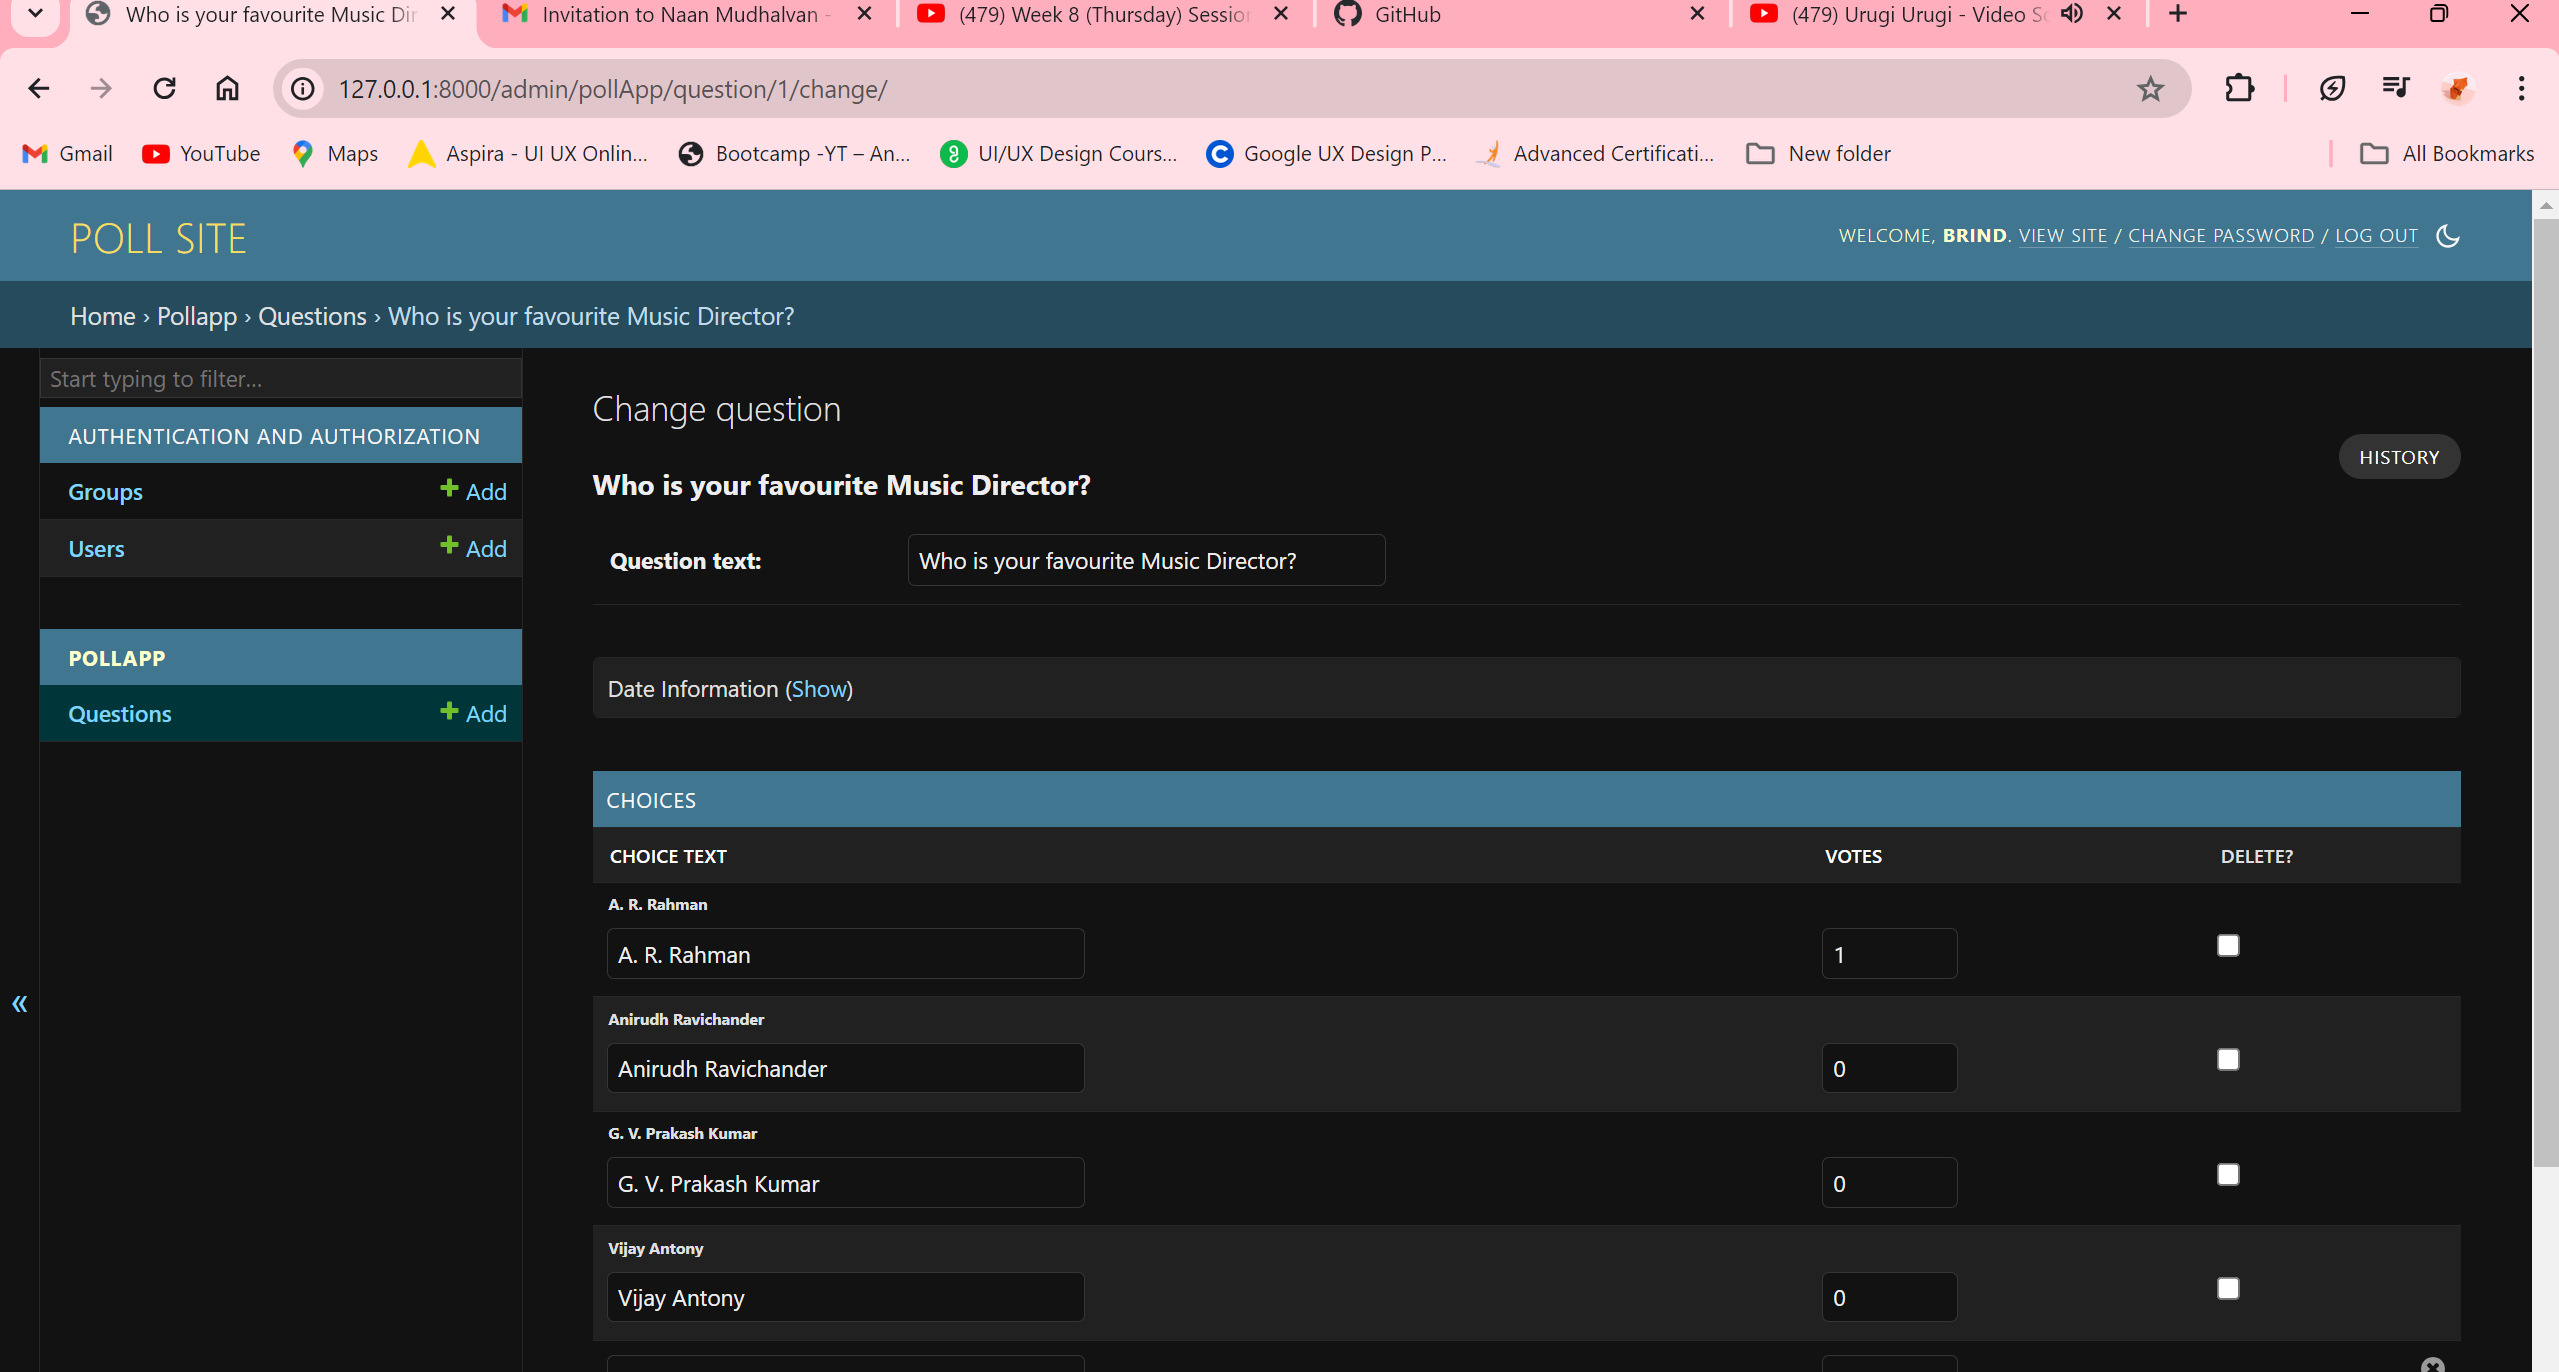 Who is your favourite Music Dir
Invitation to Naan Mudhalvan -
(479) Week 8 (Thursday) Session
GitHub
(479) Urugi Urugi - Video So
127.0.0.1:8000/admin/pollApp/question/1/change/
Gmail
YouTube
Maps
Aspira - UI UX Onlin...
Bootcamp -YT – An...
UI/UX Design Cours...
Google UX Design P...
Advanced Certificati...
New folder
All Bookmarks
POLL SITE
WELCOME, BRIND. VIEW SITE / CHANGE PASSWORD / LOG OUT
Home › Pollapp › Questions › Who is your favourite Music Director?
Start typing to filter...
AUTHENTICATION AND AUTHORIZATION
Groups
+ Add
Users
+ Add
POLLAPP
Questions
+ Add
«
Change question
HISTORY
Who is your favourite Music Director?
Question text:
Who is your favourite Music Director?
Date Information (Show)
CHOICES
CHOICE TEXT
VOTES
DELETE?
A. R. Rahman
A. R. Rahman
1
Anirudh Ravichander
Anirudh Ravichander
0
G. V. Prakash Kumar
G. V. Prakash Kumar
0
Vijay Antony
Vijay Antony
0